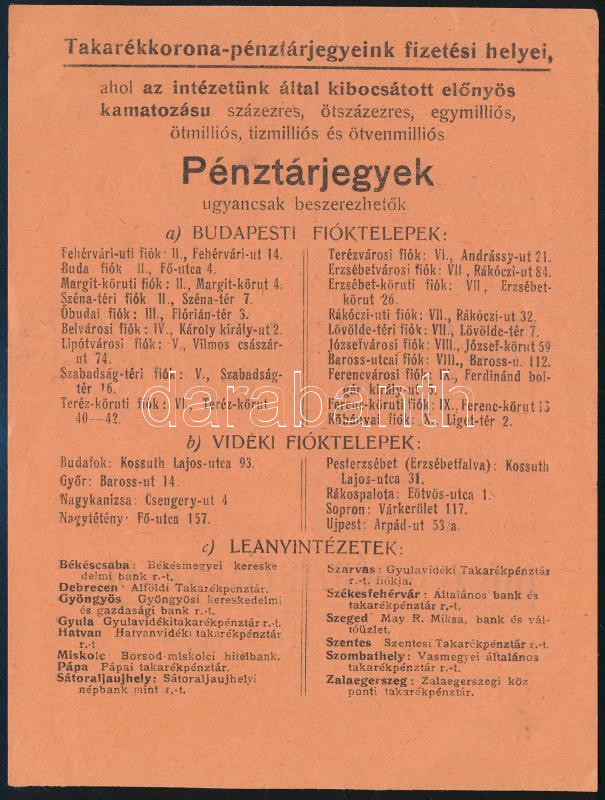 Takarékkorona-pénztárjegyeink fizetési helyei,
ahol az intézetünk által kibocsátott előnyös
kamatozásu százezres, ötszázezres, egymilliós,
ötmilliós, tizmilliós és ötvenmilliós
Pénztárjegyek
ugyancsak beszerezhetők
a) BUDAPESTI FIÓKTELEPEK:
Fehérvári-uti fiók: II., Fehérvári-ut 14.
Buda fiók II., Fő-utca 4.
Margit-köruti fiók: II., Margit-körut 4.
Széna-téri fiók II., Széna-tér 7.
Óbudai fiók: III., Flórián-tér 3.
Belvárosi fiók: IV., Károly király-ut 2.
Lipótvárosi fiók: V., Vilmos császár-
ut 74.
Szabadság-téri fiók: V., Szabadság-
tér 16.
Teréz-köruti fiók: VI., Teréz-körut
40—42.
Terézvárosi fiók: VI., Andrássy-ut 21.
Erzsébetvárosi fiók: VII., Rákóczi-ut 84.
Erzsébet-köruti fiók: VII., Erzsébet-
körut 26.
Rákóczi-uti fiók: VII., Rákóczi-ut 32.
Lövölde-téri fiók: VII., Lövölde-tér 7.
Józsefvárosi fiók: VIII., József-körut 59
Baross-utcai fiók: VIII., Baross-u. 112.
Ferencvárosi fiók: IX., Ferdinánd bol-
gár király-ut 6.
Ferenc-köruti fiók: IX., Ferenc-körut 13
Kőbányai fiók: X., Liget-tér 2.
darabanth
b) VIDÉKI FIÓKTELEPEK:
Budafok: Kossuth Lajos-utca 93.
Győr: Baross-ut 14.
Nagykanizsa: Csengery-ut 4
Nagytétény: Fő-utca 157.
Pesterzsébet (Erzsébetfalva): Kossuth
Lajos-utca 31.
Rákospalota: Eötvös-utca 1.
Sopron: Várkerület 117.
Ujpest: Árpád-ut 53/a.
c) LEANYINTÉZETEK:
Békéscsaba: Békésmegyei kereske
delmi bank r.-t.
Debrecen: Alföldi Takarékpénztár.
Gyöngyös Gyöngyösi kereskedelmi
és gazdasági bank r.-t.
Gyula Gyulavidékitakarékpénztár r.-t.
Hatvan Hatvanvidéki takarékpénztár
r.-t
Miskolc: Borsod-miskolci hitelbank.
Pápa Pápai takarékpénztár.
Sátoraljaujhely: Sátoraljaujhelyi
népbank mint r.-t.
Szarvas: Gyulavidéki Takarékpénztár
r.-t. fiókja.
Székesfehérvár: Általános bank és
takarékpénztár r.-t.
Szeged May R. Miksa, bank és vál-
tóüzlet.
Szentes Szentesi Takarékpénztár r.-t.
Szombathely: Vasmegyei általános
takarékpénztár r.-t.
Zalaegerszeg: Zalaegerszegi köz
ponti takarékpénztár.